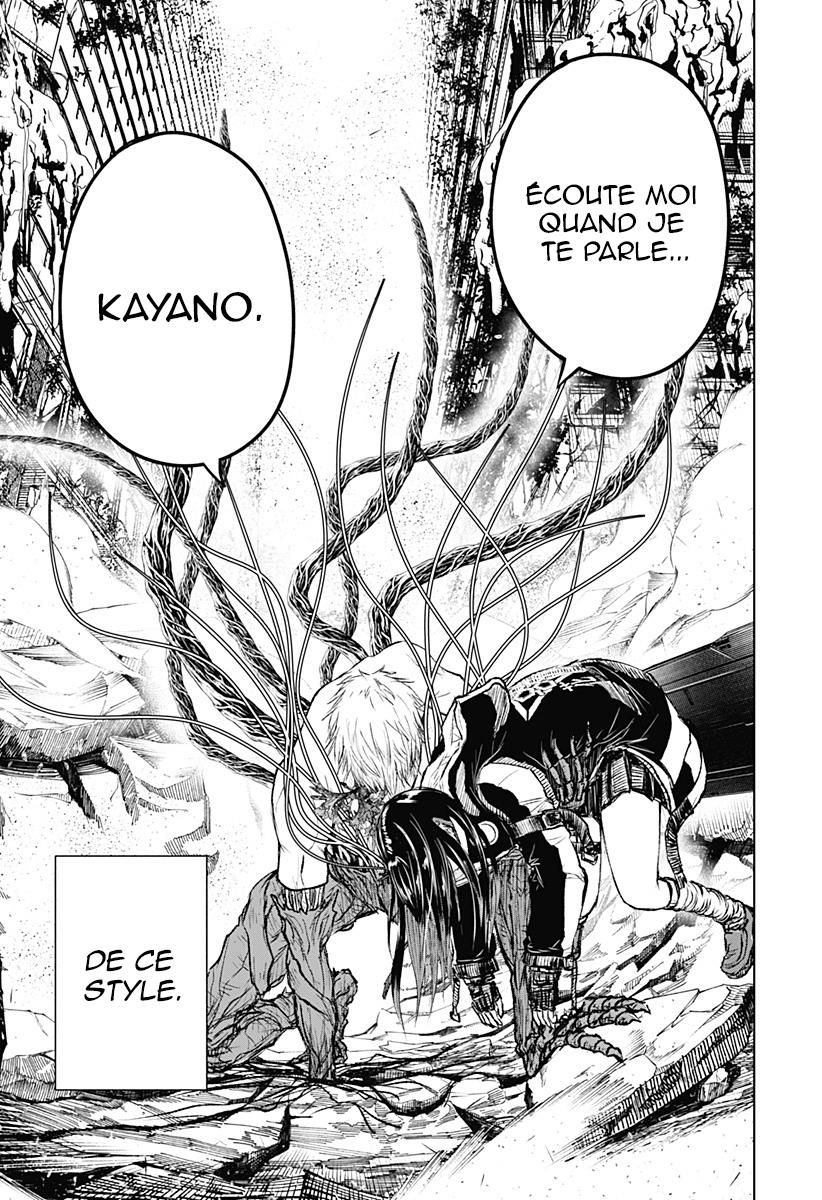 ÉCOUTE MOI
QUAND JE
TE PARLE...
KAYANO.
DE CE
STYLE.